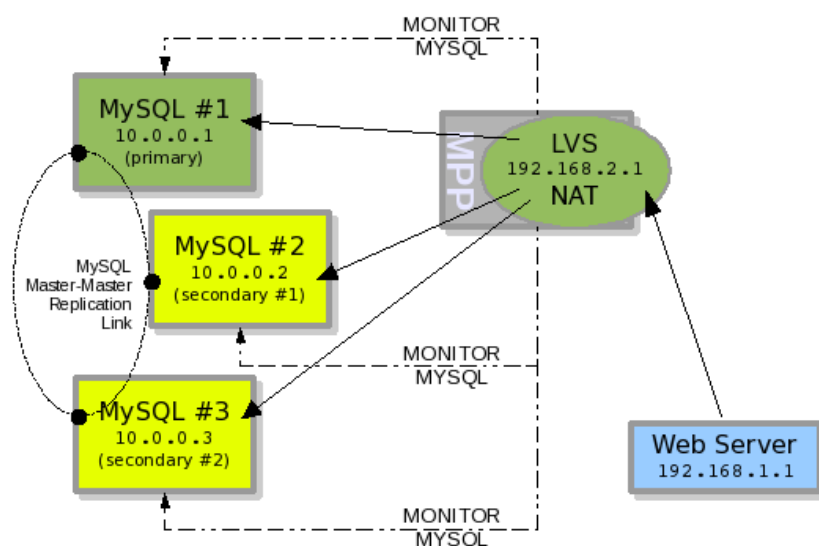 MONITOR
MYSQL
MySQL #1
10.0.0.1
(primary)
MPP
LVS
192.168.2.1
NAT
MySQL #2
10.0.0.2
(secondary #1)
MySQL
Master-Master
Replication
Link
MONITOR
MYSQL
MySQL #3
10.0.0.3
(secondary #2)
Web Server
192.168.1.1
MONITOR
MYSQL